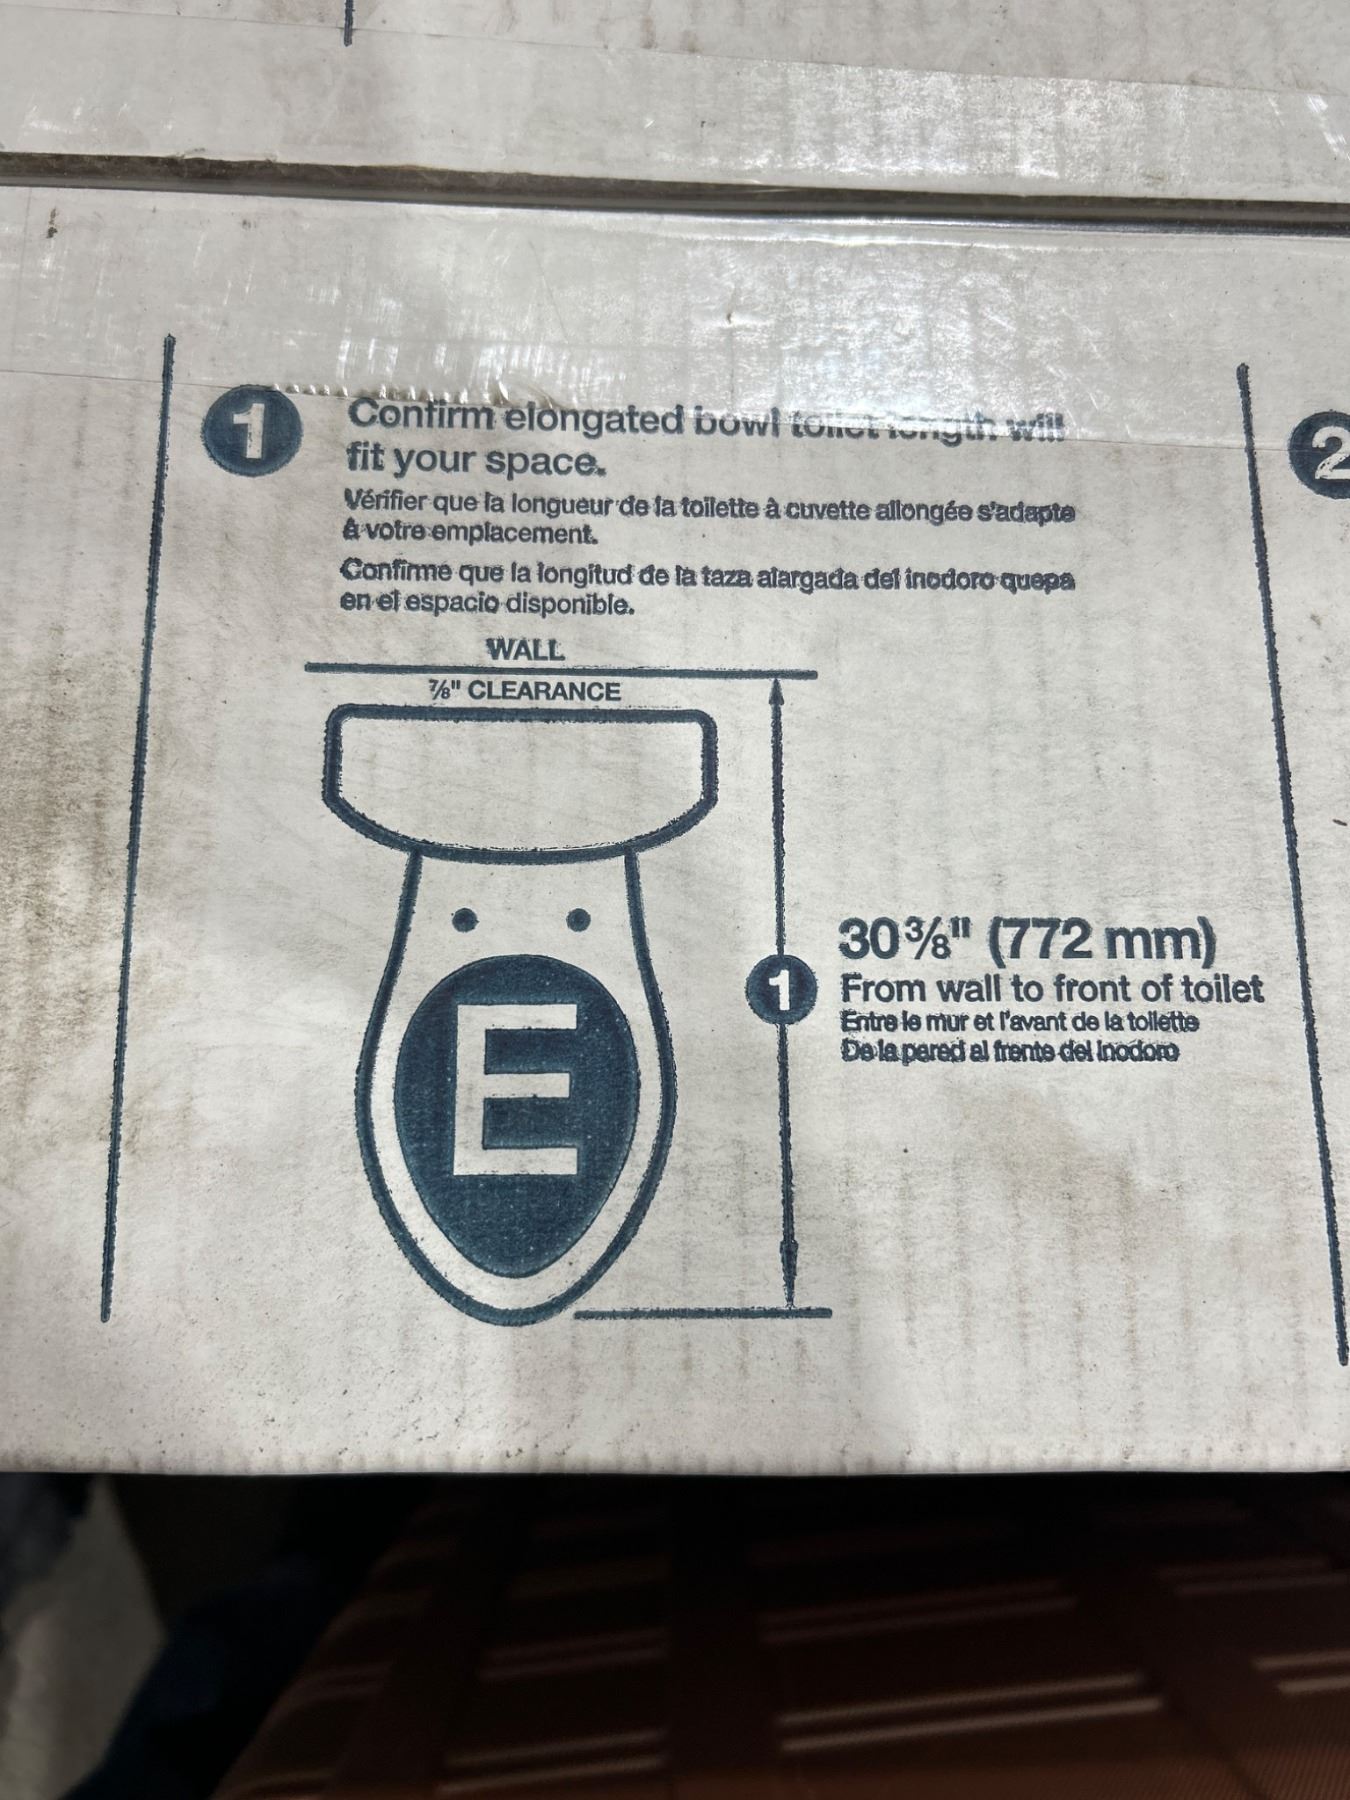 1
Confirm elongated bowl toilet length will
fit your space.
Vérifier que la longueur de la toilette à cuvette allongée s'adapte
à votre emplacement.
Confirme que la longitud de la taza alargada del inodoro quepa
en el espacio disponible.
WALL
⅞" CLEARANCE
E
1
30⅜" (772 mm)
From wall to front of toilet
Entre le mur et l'avant de la toilette
De la pared al frente del inodoro
2